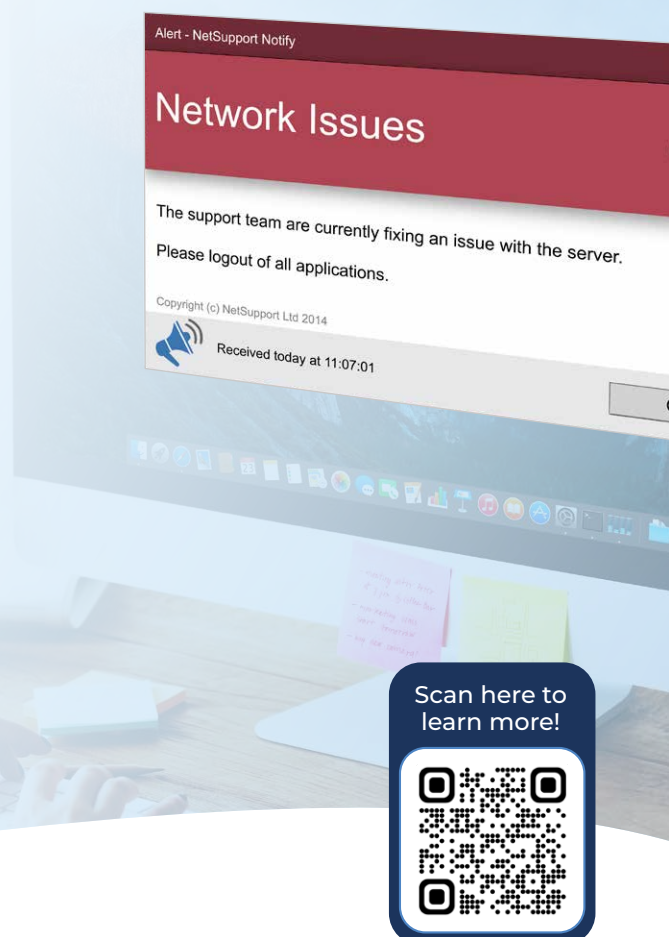 Alert - NetSupport Notify
Network Issues
The support team are currently fixing an issue with the server.
Please logout of all applications.
Copyright (c) NetSupport Ltd 2014
Received today at 11:07:01
Scan here to
learn more!